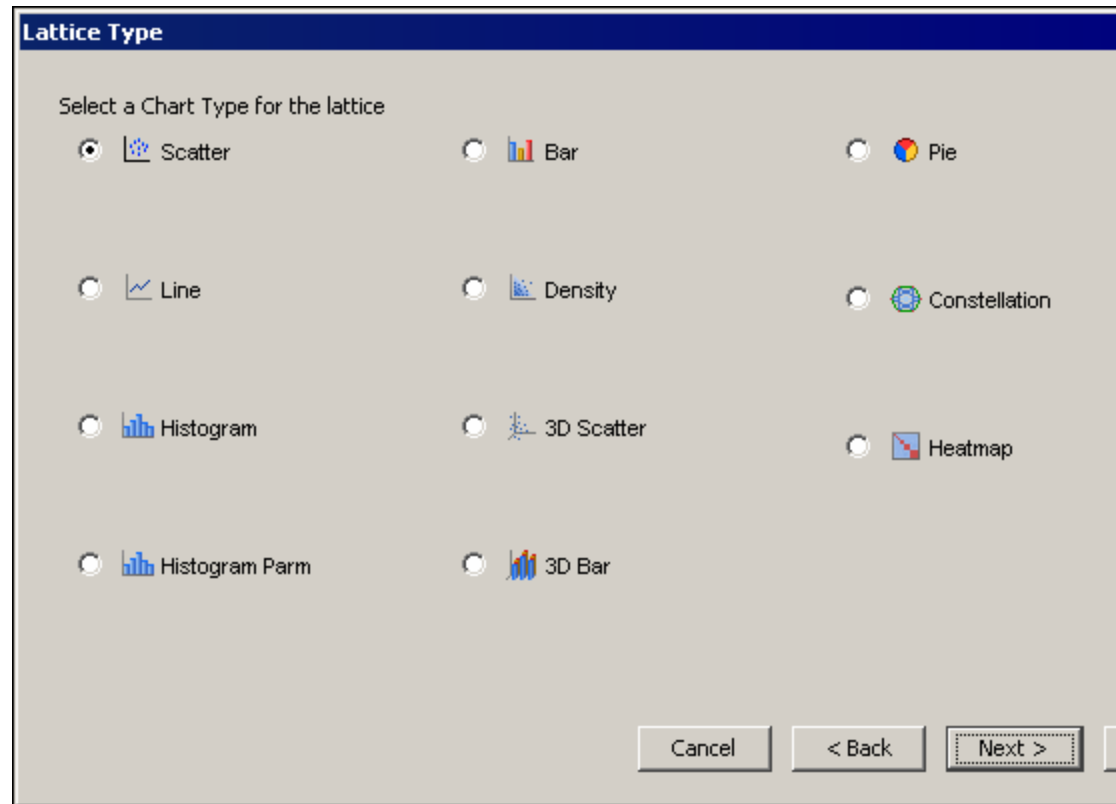 Lattice Type
Select a Chart Type for the lattice
Scatter
Bar
Pie
Line
Density
Constellation
Histogram
3D Scatter
Heatmap
Histogram Parm
3D Bar
Cancel
< Back
Next >